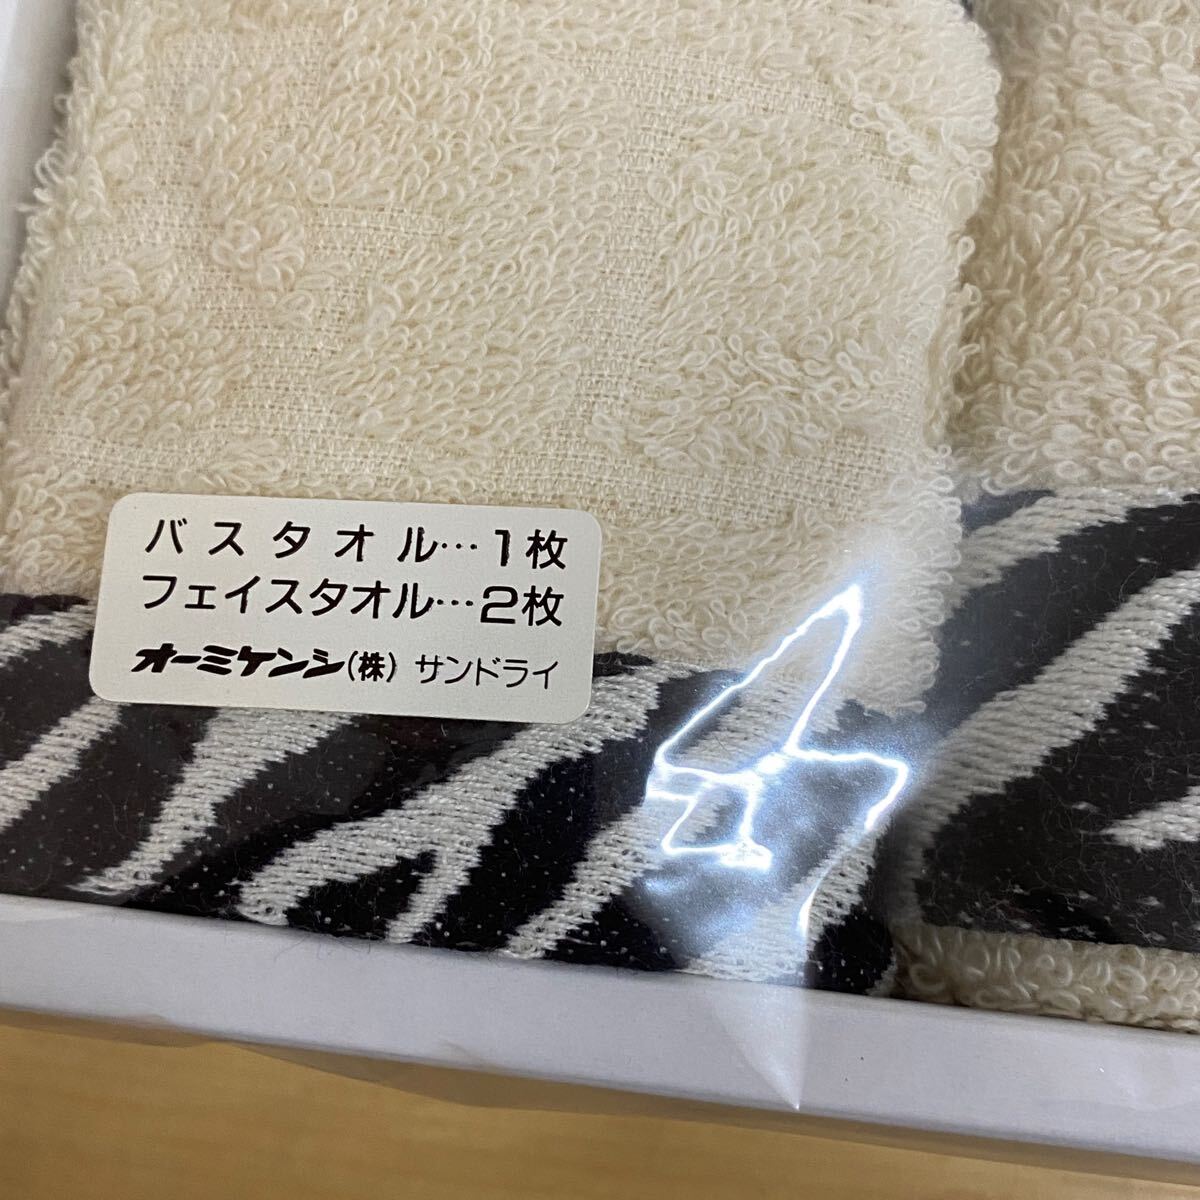 バスタオル…1枚
フェイスタオル…2枚
オーミケンシ(株) サンドライ